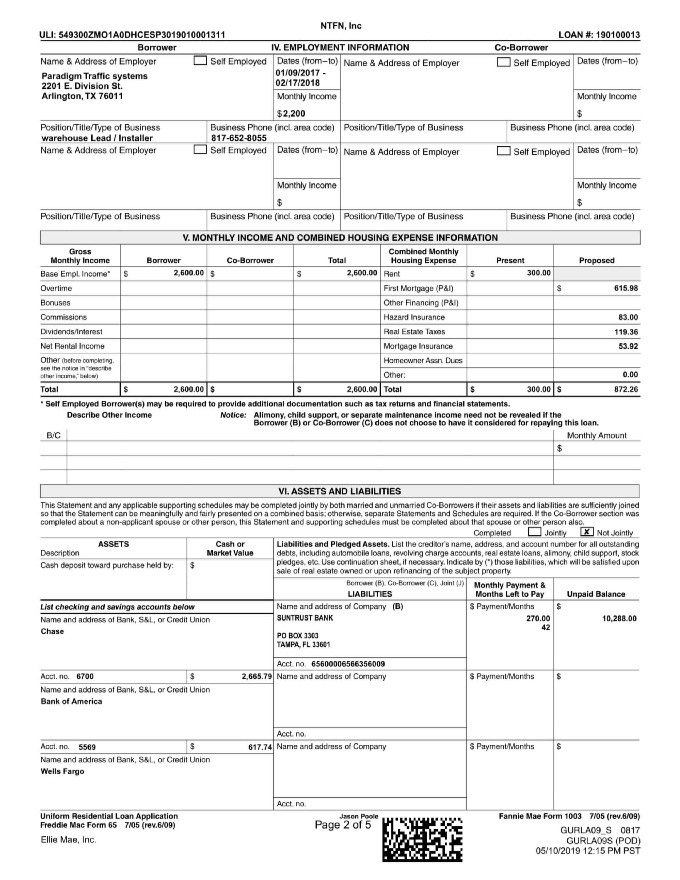 NTFN, Inc
ULI: 549300ZMO1A0DHCESP3019010001311 LOAN #: 190100013
Borrower IV. EMPLOYMENT INFORMATION Co-Borrower
Name & Address of Employer Self Employed Dates (from–to) Name & Address of Employer Self Employed Dates (from–to)
Paradigm Traffic systems 01/09/2017 -
2201 E. Division St. 02/17/2018
Arlington, TX 76011 Monthly Income Monthly Income
$2,200 $
Position/Title/Type of Business Business Phone (incl. area code) Position/Title/Type of Business Business Phone (incl. area code)
warehouse Lead / Installer 817-652-8055
Name & Address of Employer Self Employed Dates (from–to) Name & Address of Employer Self Employed Dates (from–to)
Monthly Income Monthly Income
$ $
Position/Title/Type of Business Business Phone (incl. area code) Position/Title/Type of Business Business Phone (incl. area code)
V. MONTHLY INCOME AND COMBINED HOUSING EXPENSE INFORMATION
Gross Monthly Income Borrower Co-Borrower Total Combined Monthly Housing Expense Present Proposed
Base Empl. Income* $ 2,600.00 $ $ 2,600.00 Rent $ 300.00
Overtime First Mortgage (P&I) $ 615.98
Bonuses Other Financing (P&I)
Commissions Hazard Insurance 83.00
Dividends/Interest Real Estate Taxes 119.36
Net Rental Income Mortgage Insurance 53.92
Other (before completing, Homeowner Assn. Dues
see the notice in "describe
other income," below) Other: 0.00
Total $ 2,600.00 $ $ 2,600.00 Total $ 300.00 $ 872.26
* Self Employed Borrower(s) may be required to provide additional documentation such as tax returns and financial statements.
Describe Other Income Notice: Alimony, child support, or separate maintenance income need not be revealed if the
Borrower (B) or Co-Borrower (C) does not choose to have it considered for repaying this loan.
B/C Monthly Amount
$
VI. ASSETS AND LIABILITIES
This Statement and any applicable supporting schedules may be completed jointly by both married and unmarried Co-Borrowers if their assets and liabilities are sufficiently joined
so that the Statement can be meaningfully and fairly presented on a combined basis; otherwise, separate Statements and Schedules are required. If the Co-Borrower section was
completed about a non-applicant spouse or other person, this Statement and supporting schedules must be completed about that spouse or other person also.
Completed Jointly X Not Jointly
ASSETS Cash or Market Value
Description
Liabilities and Pledged Assets. List the creditor's name, address, and account number for all outstanding
debts, including automobile loans, revolving charge accounts, real estate loans, alimony, child support, stock
pledges, etc. Use continuation sheet, if necessary. Indicate by (*) those liabilities, which will be satisfied upon
sale of real estate owned or upon refinancing of the subject property.
Cash deposit toward purchase held by: $
Borrower (B), Co-Borrower (C), Joint (J)
LIABILITIES Monthly Payment & Months Left to Pay Unpaid Balance
List checking and savings accounts below Name and address of Company (B) $ Payment/Months $
Name and address of Bank, S&L, or Credit Union SUNTRUST BANK 270.00 10,288.00
42
Chase PO BOX 3303
TAMPA, FL 33601
Acct. no. 65600006566356009
Acct. no. 6700 $ 2,665.79 Name and address of Company $ Payment/Months $
Name and address of Bank, S&L, or Credit Union
Bank of America
Acct. no.
Acct. no. 5569 $ 617.74 Name and address of Company $ Payment/Months $
Name and address of Bank, S&L, or Credit Union
Wells Fargo
Acct. no.
Uniform Residential Loan Application Jason Poole Fannie Mae Form 1003 7/05 (rev.6/09)
Freddie Mac Form 65 7/05 (rev.6/09) Page 2 of 5
Ellie Mae, Inc. GURLA09_S 0817
GURLA09S (POD)
05/10/2019 12:15 PM PST